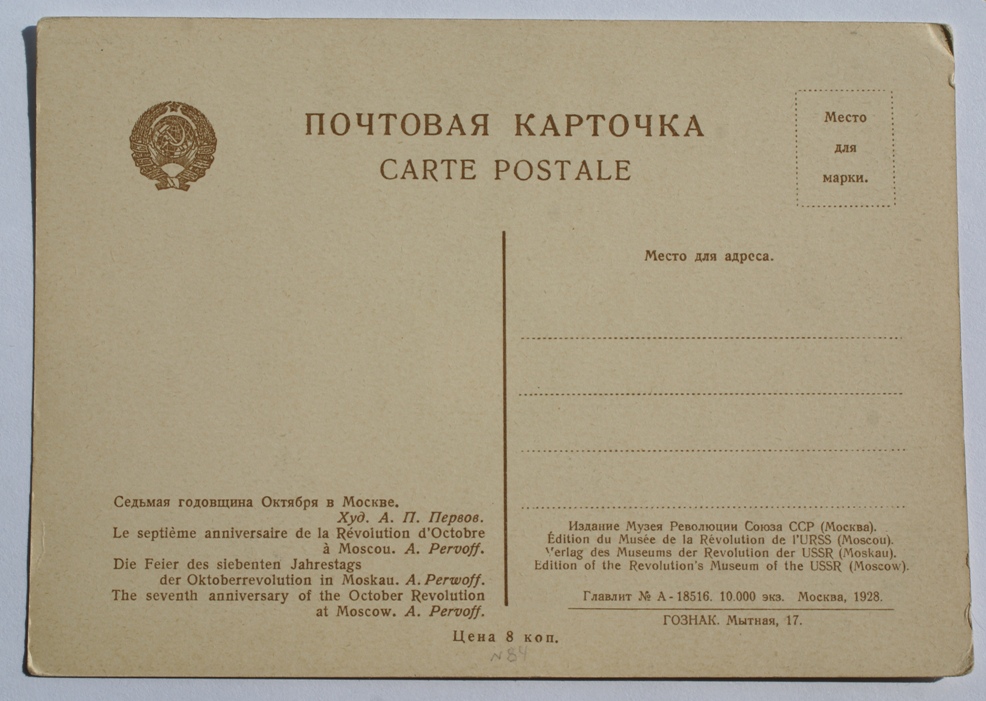 ПОЧТОВАЯ КАРТОЧКА
CARTE POSTALE
Место
для
марки.
Место для адреса.
Седьмая годовщина Октября в Москве.
Худ. А. П. Первов.
Le septième anniversaire de la Révolution d'Octobre
à Moscou. A. Pervoff.
Die Feier des siebenten Jahrestags
der Oktoberrevolution in Moskau. A. Perwoff.
The seventh anniversary of the October Revolution
at Moscow. A. Pervoff.
Издание Музея Революции Союза ССР (Москва).
Édition du Musée de la Révolution de l'URSS (Moscou).
Verlag des Museums der Revolution der USSR (Moskau).
Edition of the Revolution's Museum of the USSR (Moscow).
Главлит № А-18516. 10.000 экз. Москва, 1928.
ГОЗНАК. Мытная, 17.
Цена 8 коп.